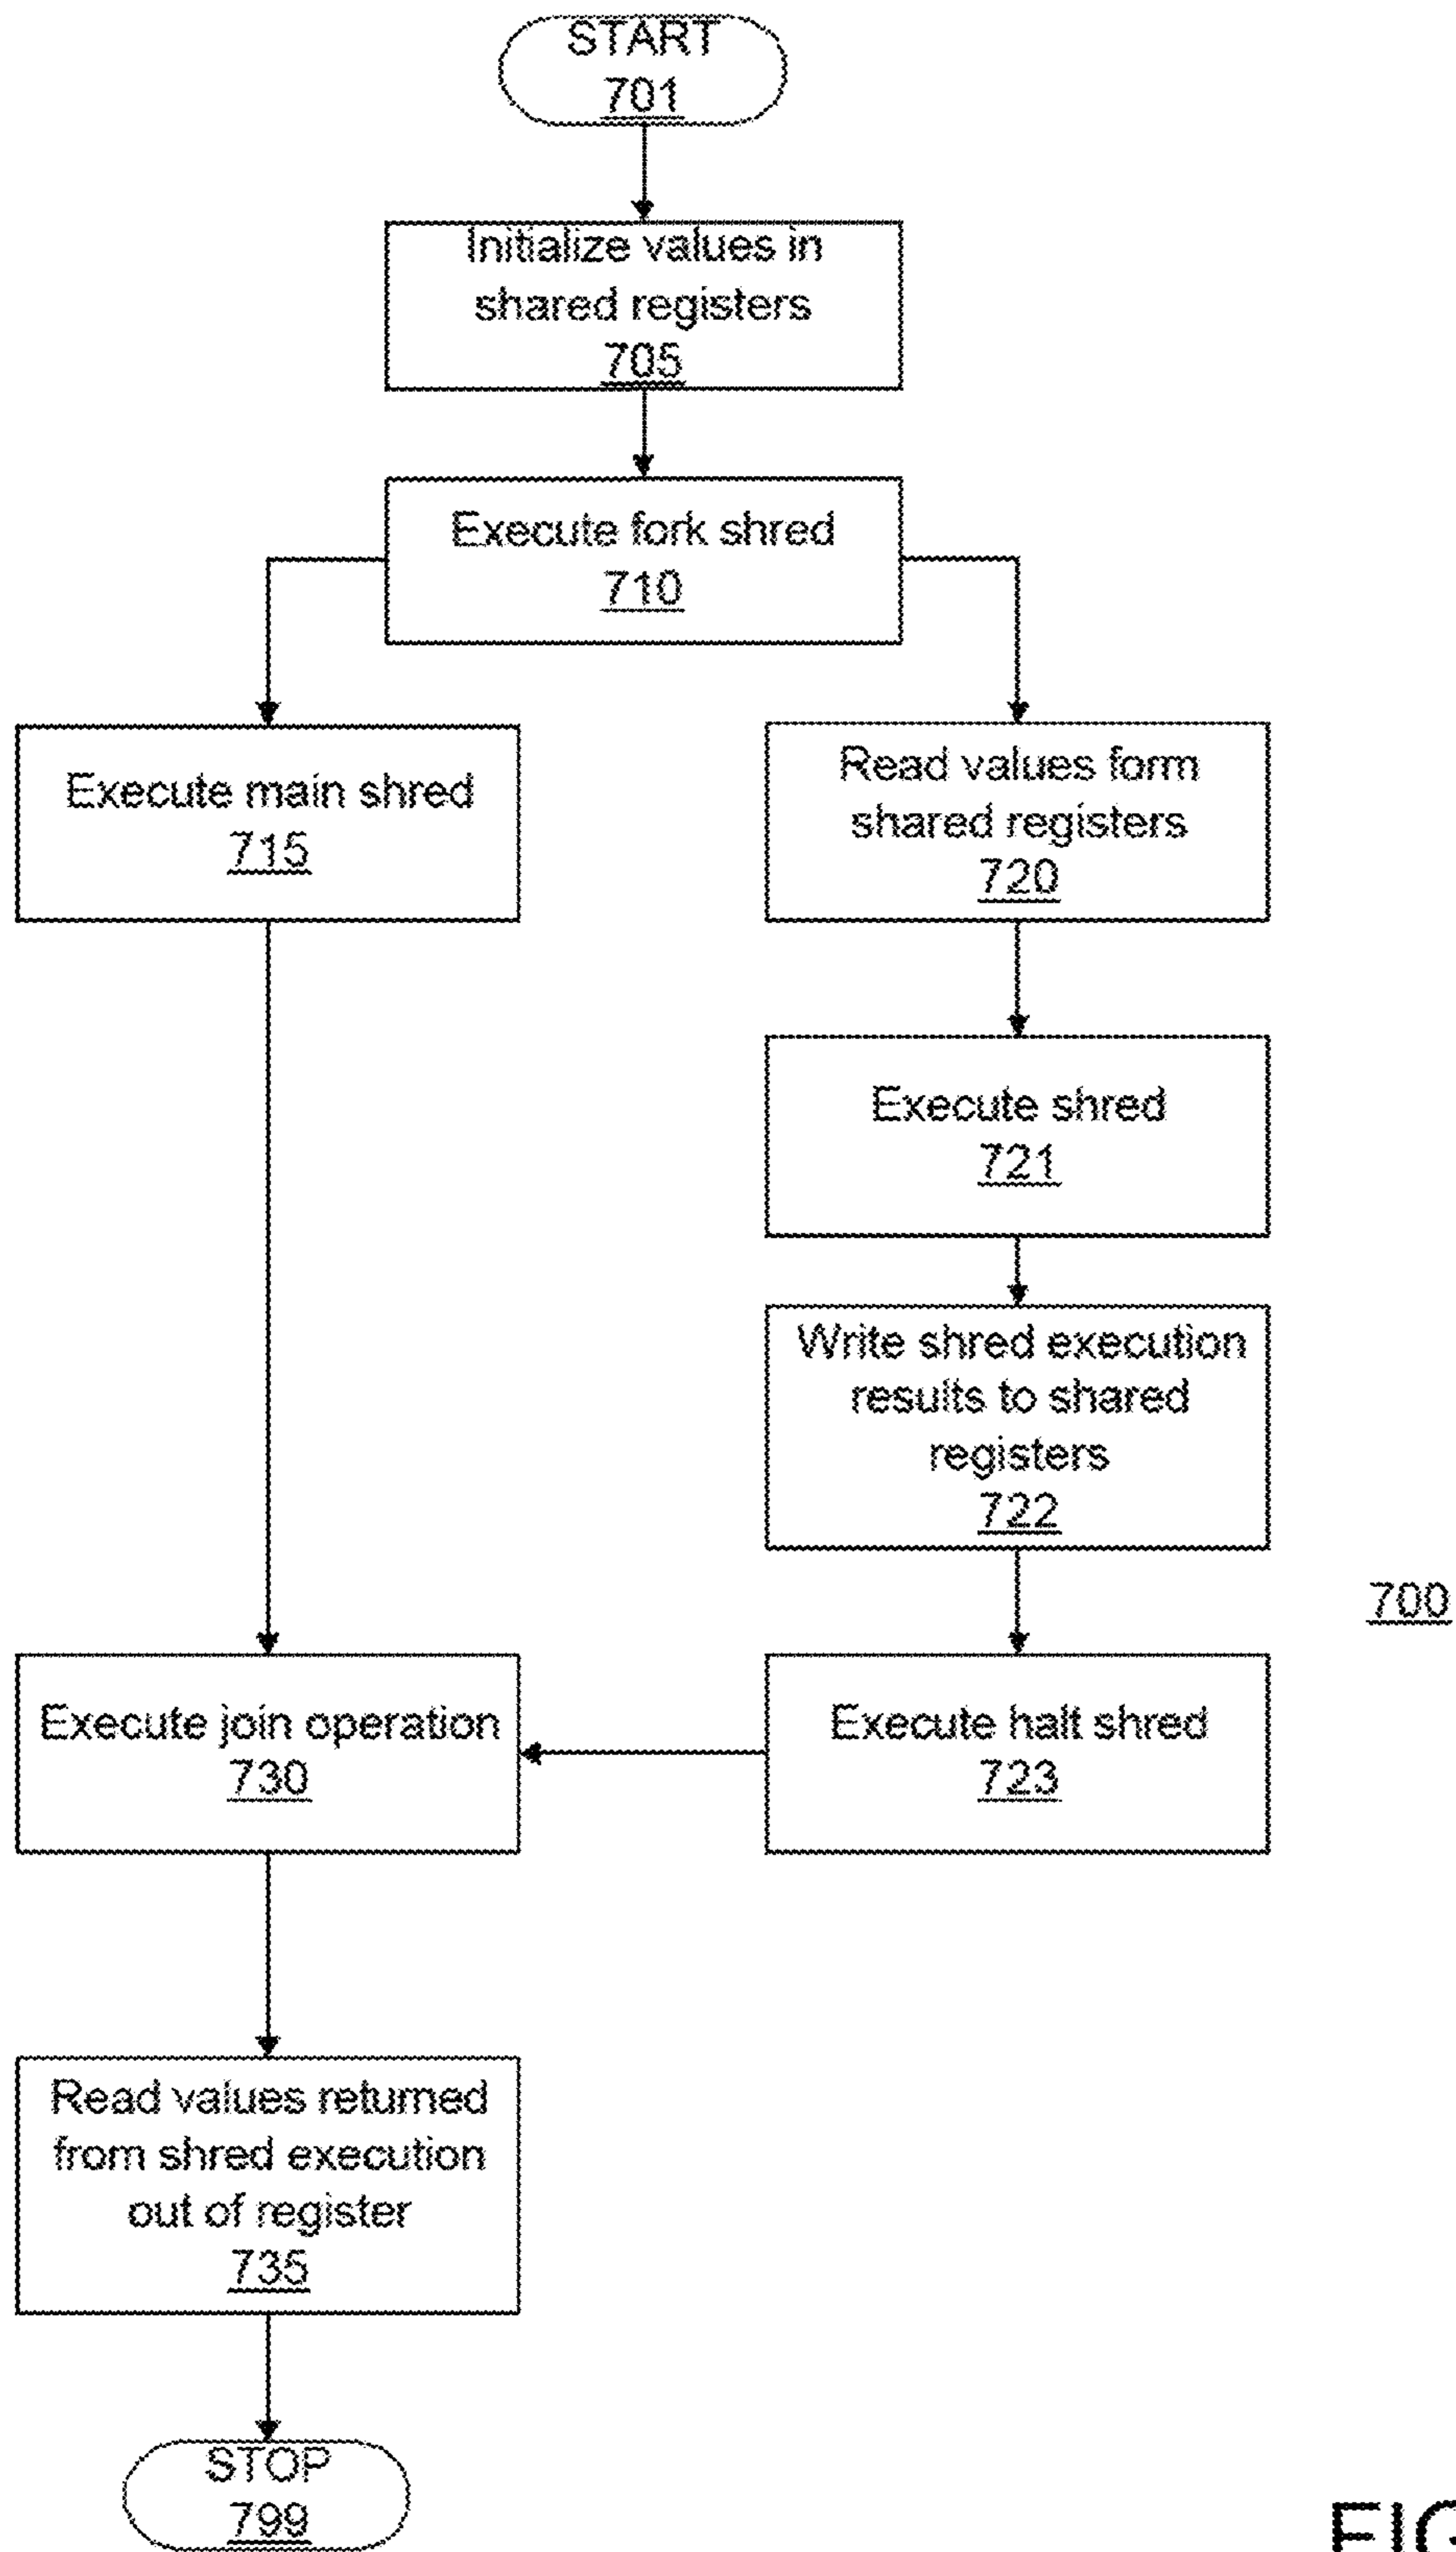 START
701
Initialize values in
shared registers
705
Execute fork shred
710
Execute main shred
715
Read values form
shared registers
720
Execute shred
721
Write shred execution
results to shared
registers
722
700
Execute join operation
730
Execute halt shred
723
Read values returned
from shred execution
out of register
735
STOP
799